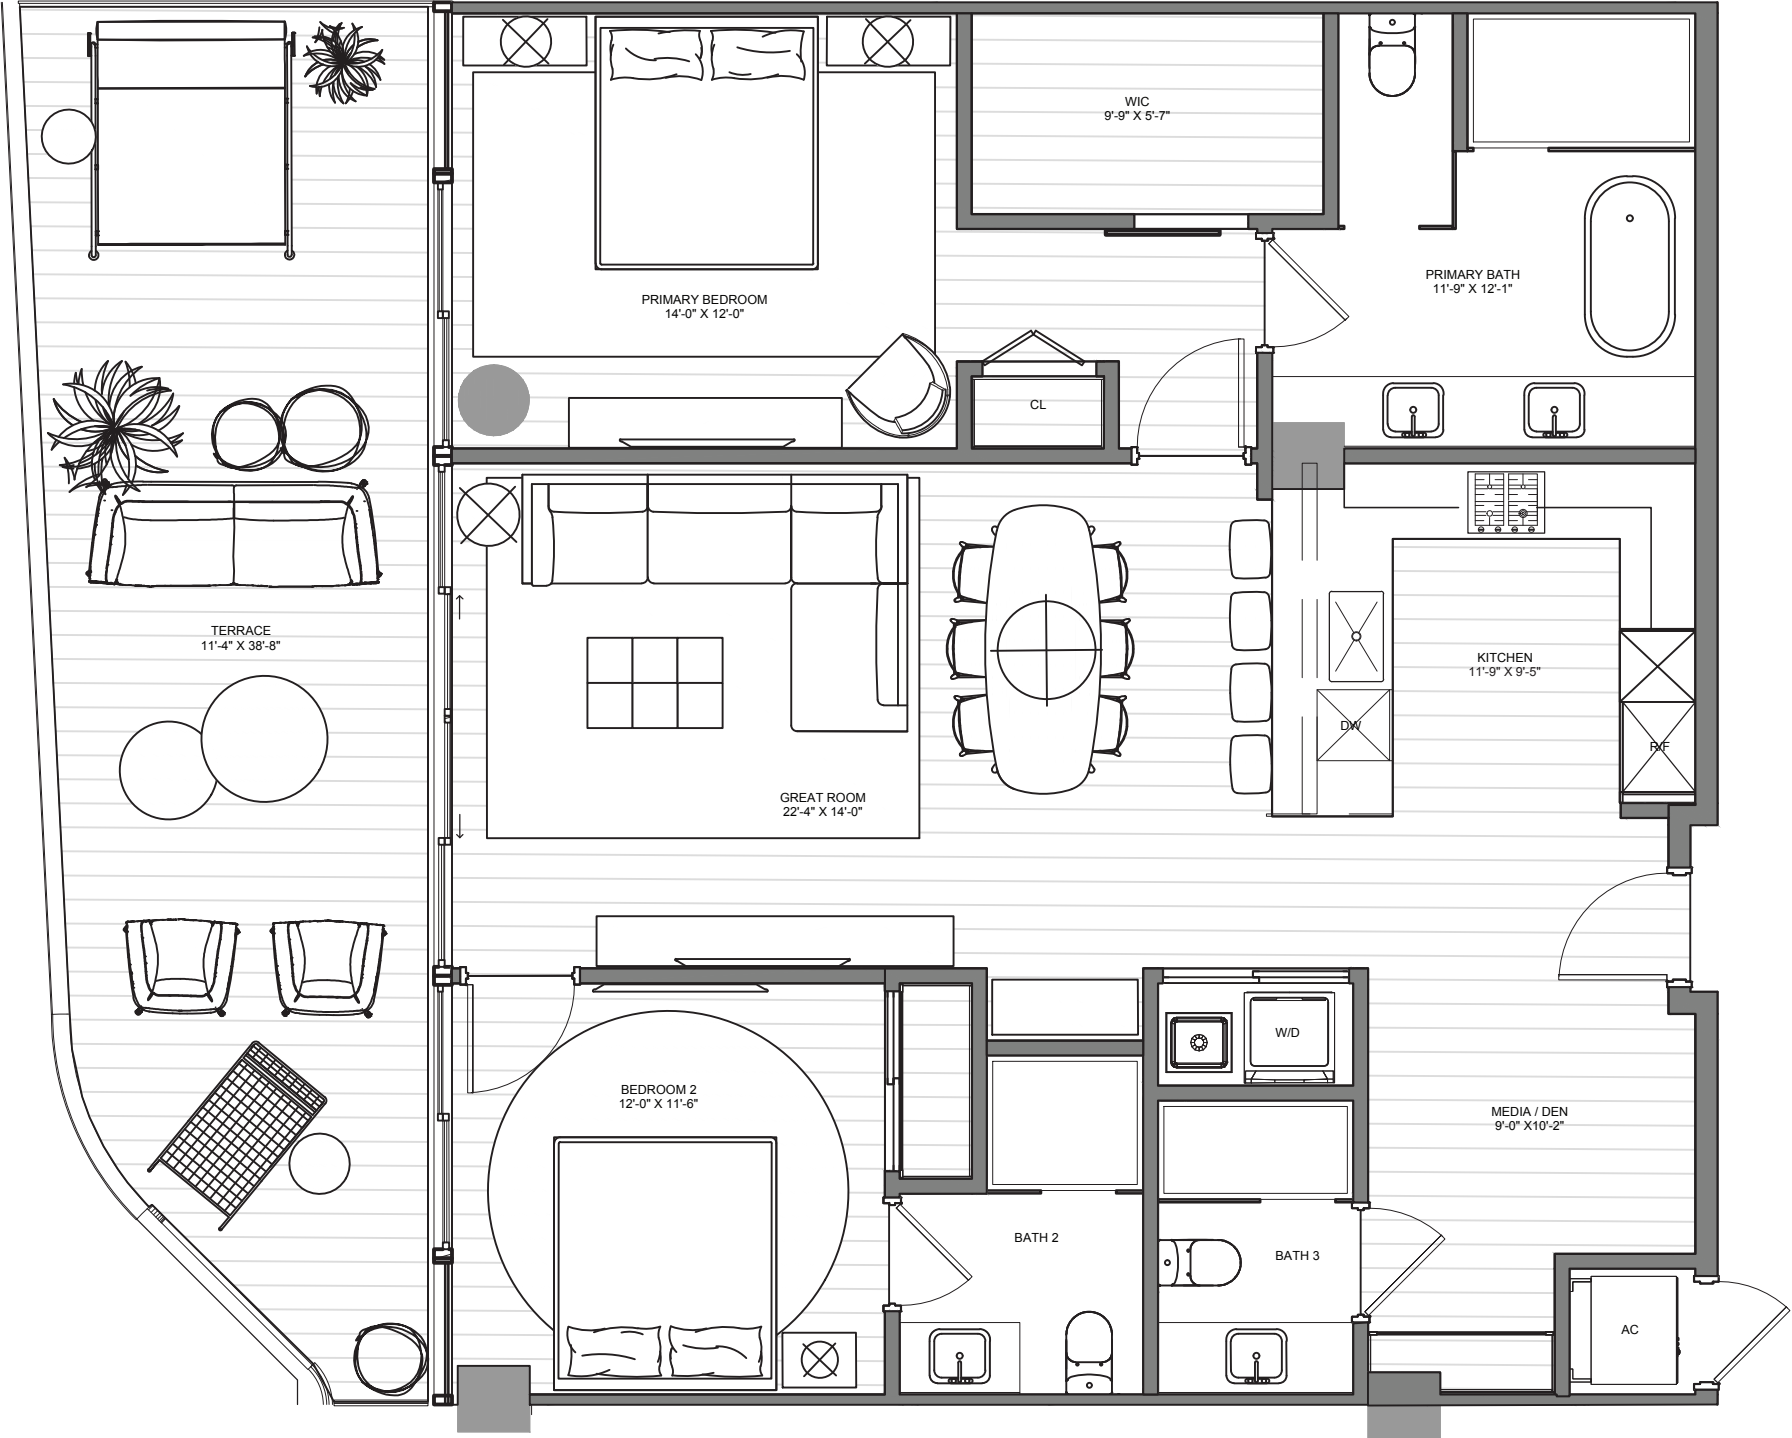 WIC
9'-9" X 5'-7"
PRIMARY BATH
11'-9" X 12'-1"
PRIMARY BEDROOM
14'-0" X 12'-0"
CL
TERRACE
11'-4" X 38'-8"
KITCHEN
11'-9" X 9'-5"
DW
R/F
GREAT ROOM
22'-4" X 14'-0"
W/D
BEDROOM 2
12'-0" X 11'-6"
MEDIA / DEN
9'-0" X10'-2"
BATH 2
BATH 3
AC